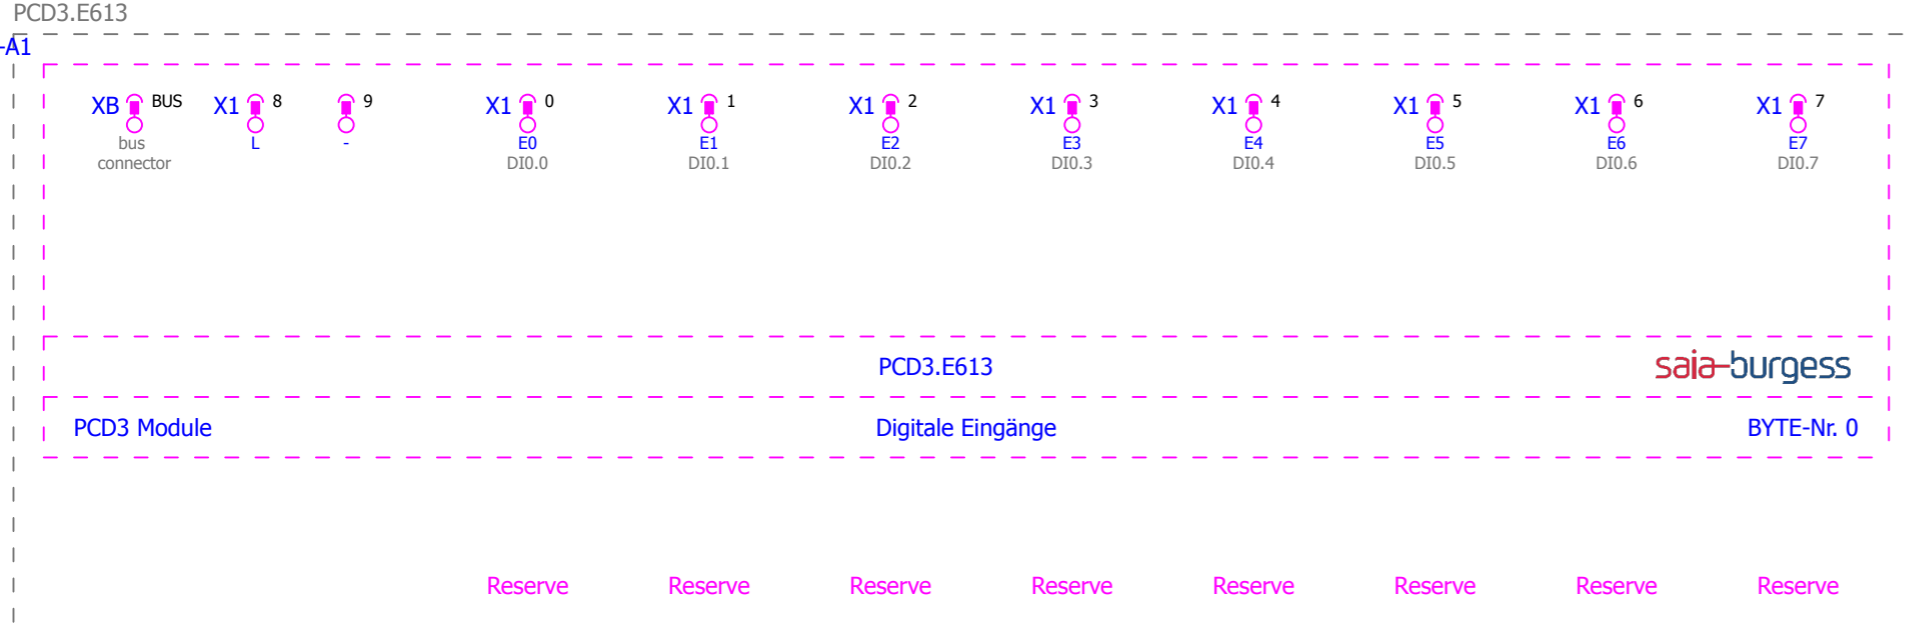 PCD3.E613
-A1
XB BUS X1 8 9 X1 0 X1 1 X1 2 X1 3 X1 4 X1 5 X1 6 X1 7
bus L - E0 E1 E2 E3 E4 E5 E6 E7
connector DI0.0 DI0.1 DI0.2 DI0.3 DI0.4 DI0.5 DI0.6 DI0.7
PCD3.E613 saia-burgess
PCD3 Module Digitale Eingänge BYTE-Nr. 0
Reserve Reserve Reserve Reserve Reserve Reserve Reserve Reserve